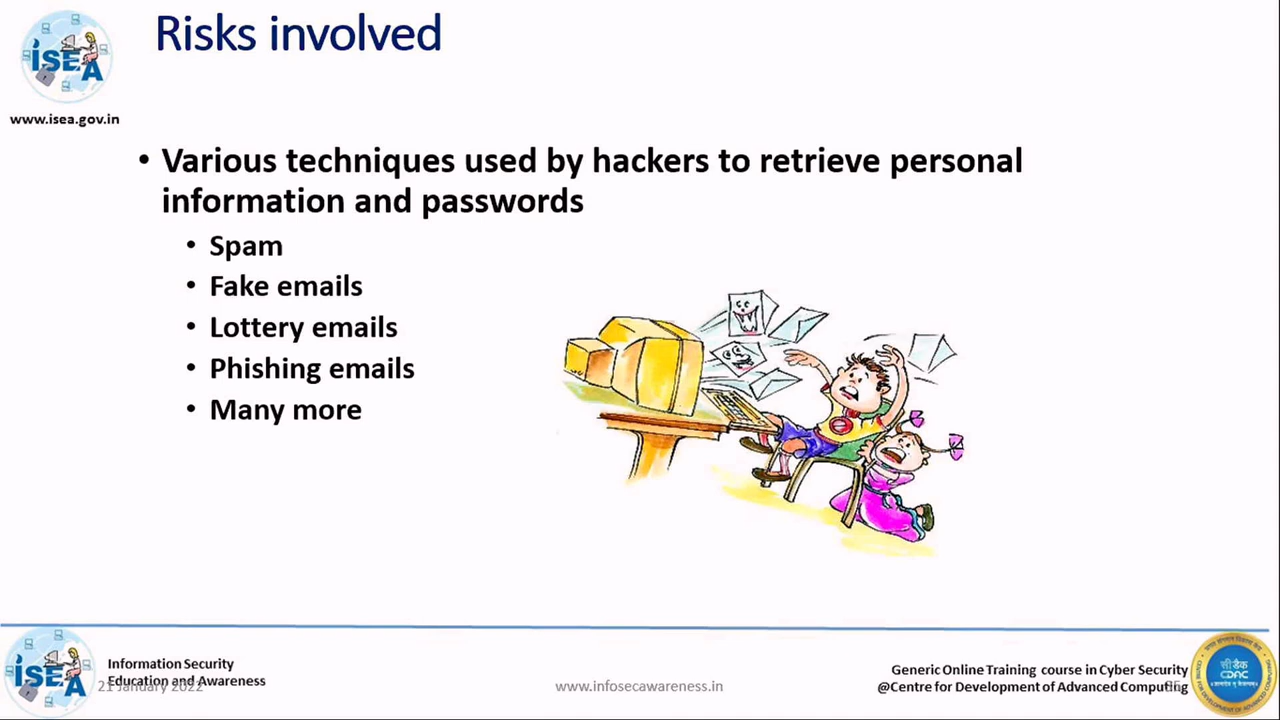 Risks involved
ISEA
www.isea.gov.in
• Various techniques used by hackers to retrieve personal
information and passwords
• Spam
• Fake emails
• Lottery emails
• Phishing emails
• Many more
ISEA
Information Security
Education and Awareness
21 January 2022
www.infosecawareness.in
Generic Online Training course in Cyber Security
@Centre for Development of Advanced Computing
सी डैक
CDAC